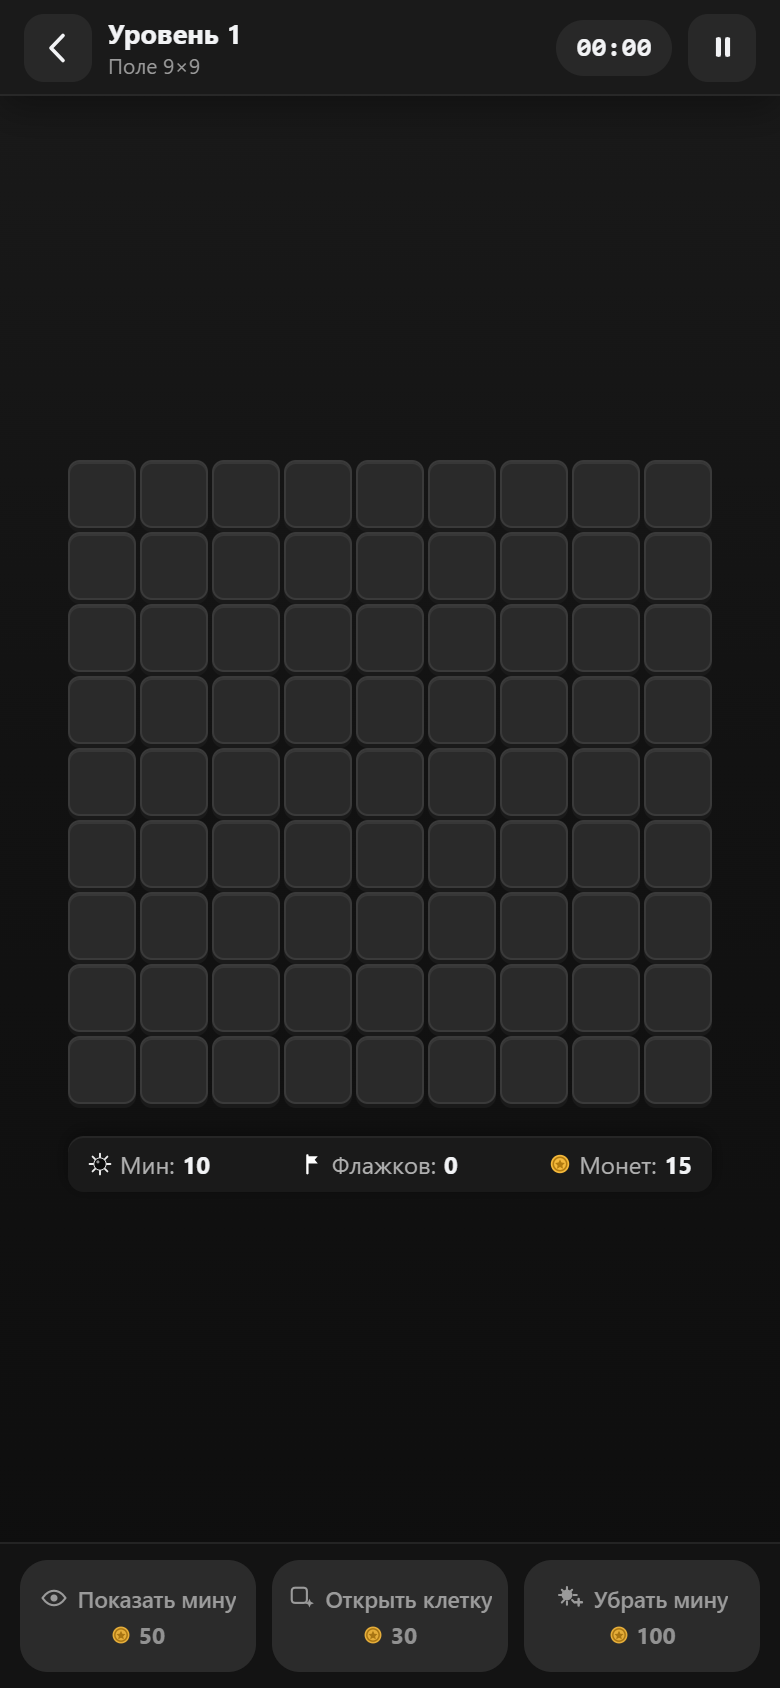 Уровень 1
Поле 9×9
00:00
Мин: 10
Флажков: 0
Монет: 15
Показать мину
50
Открыть клетку
30
Убрать мину
100